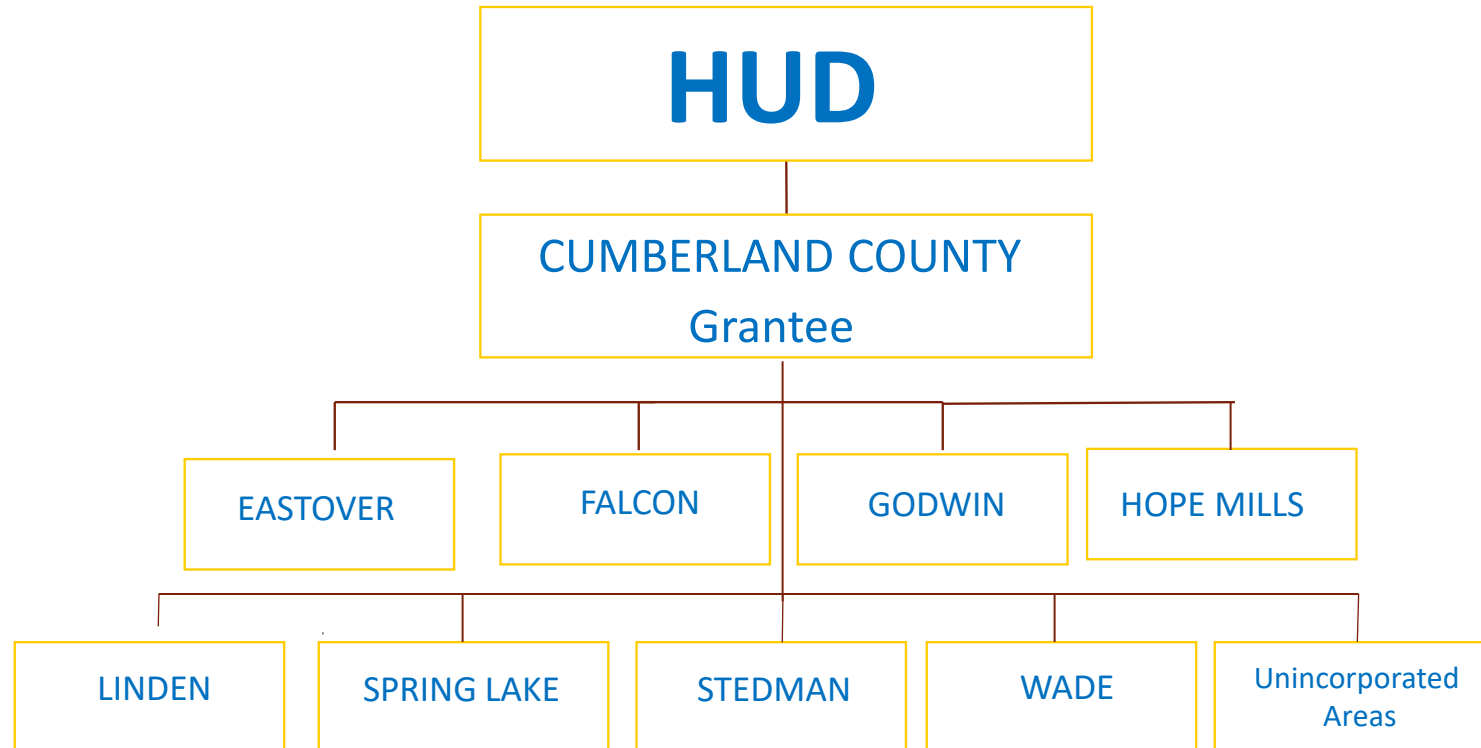 HUD
CUMBERLAND COUNTY
Grantee
EASTOVER
FALCON
GODWIN
HOPE MILLS
LINDEN
SPRING LAKE
STEDMAN
WADE
Unincorporated
Areas